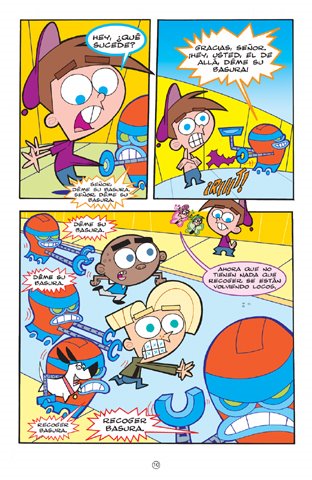 HEY, ¿QUÉ
SUCEDE?
SEÑOR,
DÉME SU BASURA.
SEÑOR, DÉME SU
BASURA.
GRACIAS, SEÑOR.
¡HEY, USTED, EL DE
ALLÁ, DÉME SU
BASURA!
DÉME SU
BASURA.
DÉME SU
BASURA.
AHORA QUE NO
TIENEN NADA QUE
RECOGER, SE ESTÁN
VOLVIENDO LOCOS.
RECOGER
BASURA.
RECOGER
BASURA.
10